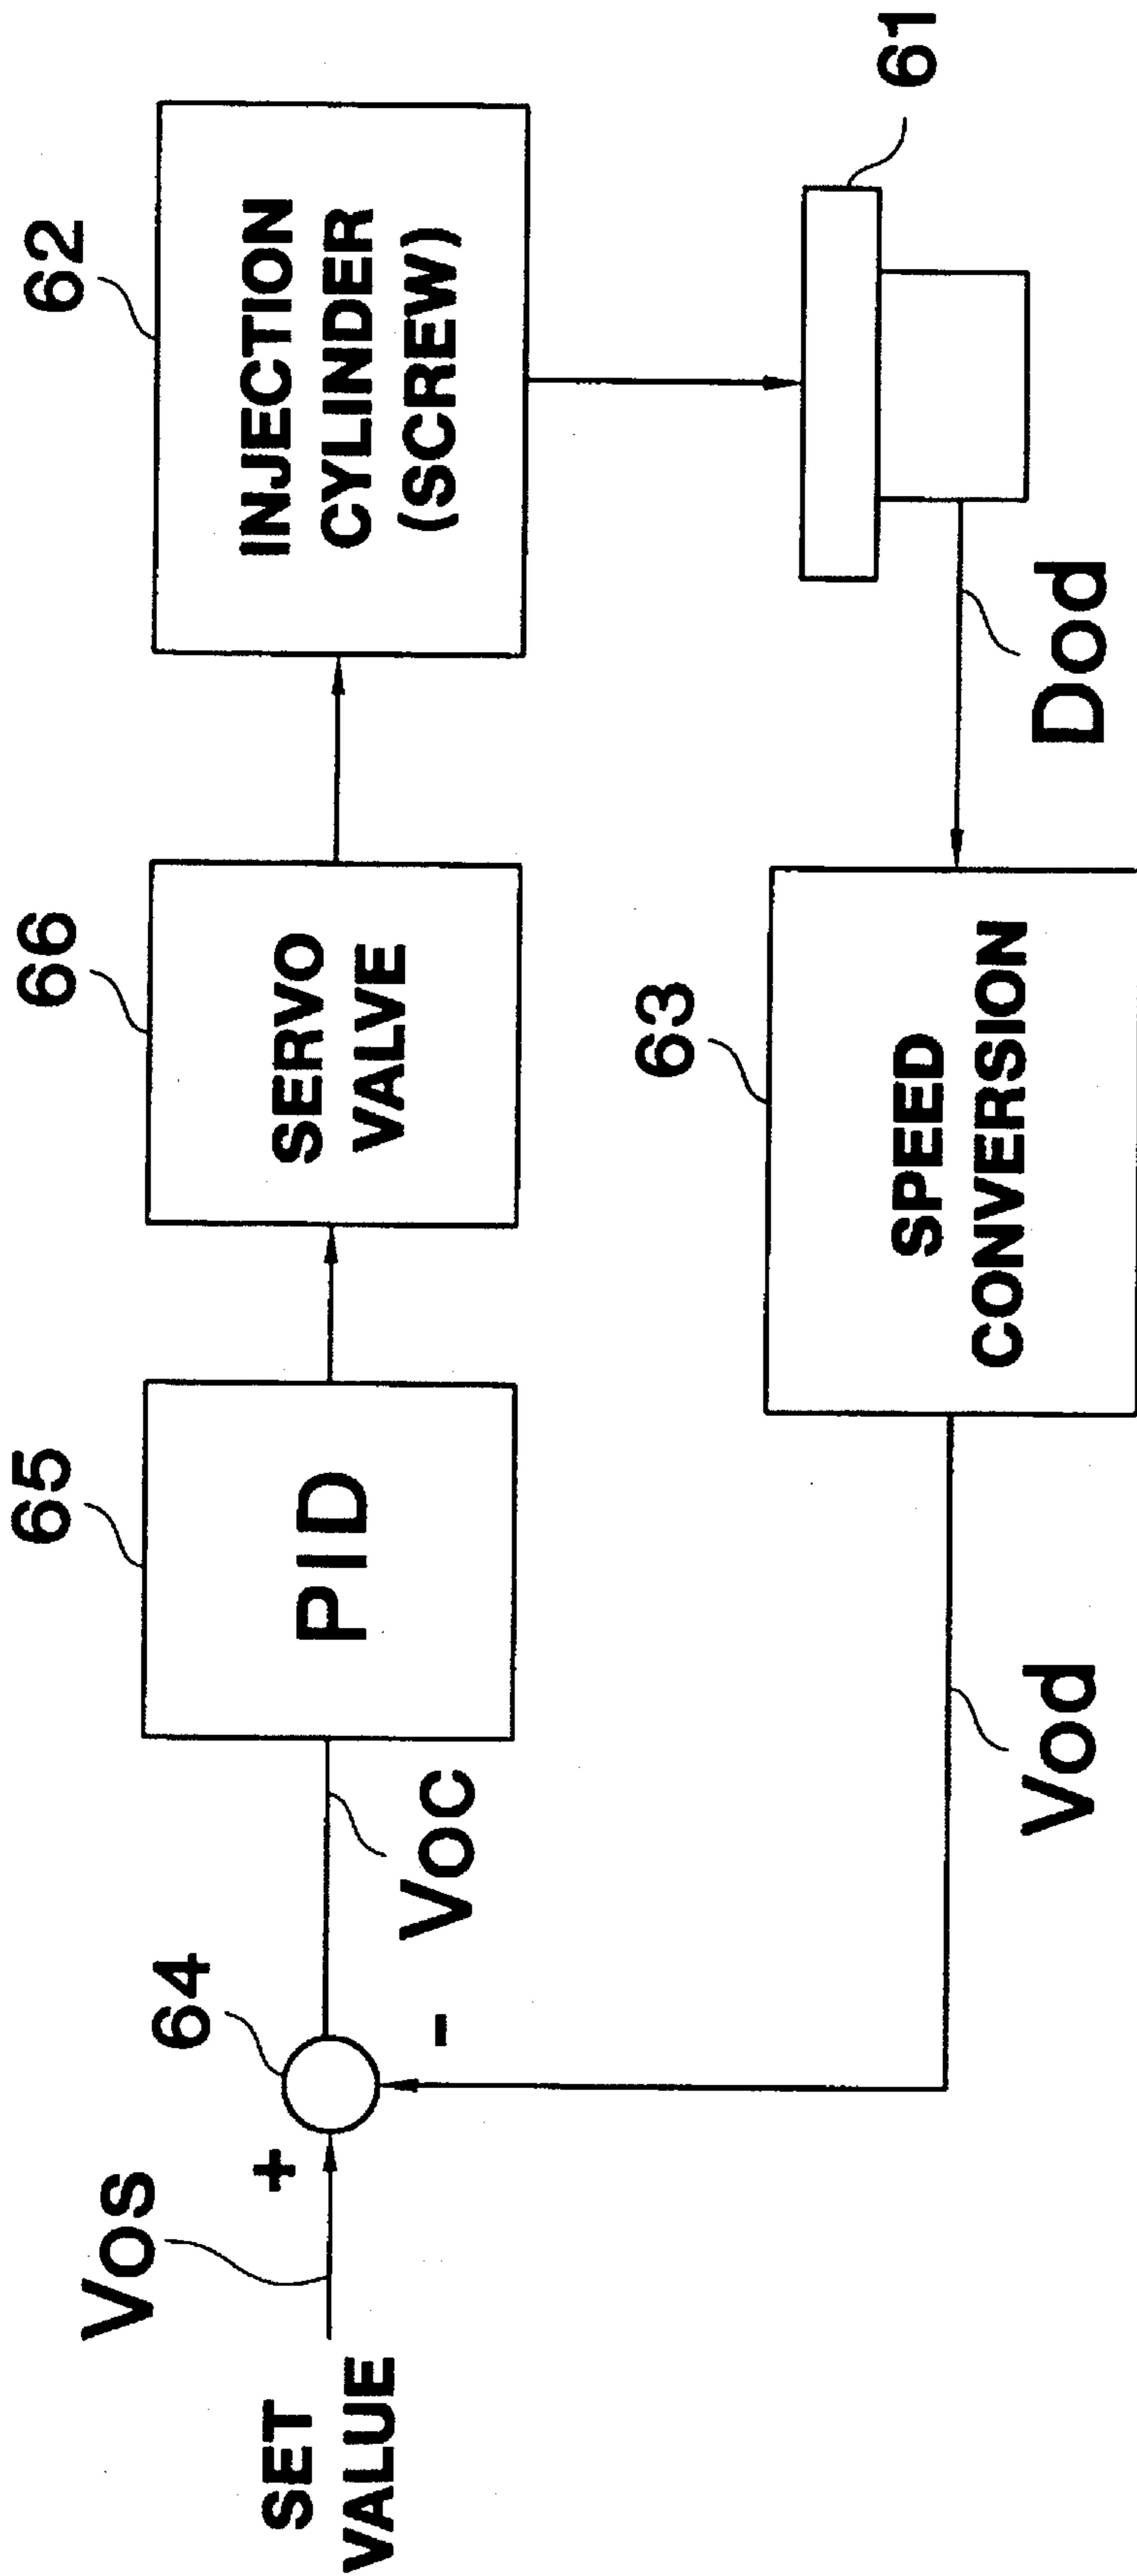 62
66
65
INJECTION
CYLINDER
(SCREW)
SERVO
VALVE
PID
64
Vos
+
Voc
-
SET
VALUE
63
61
SPEED
CONVERSION
Dod
Vod